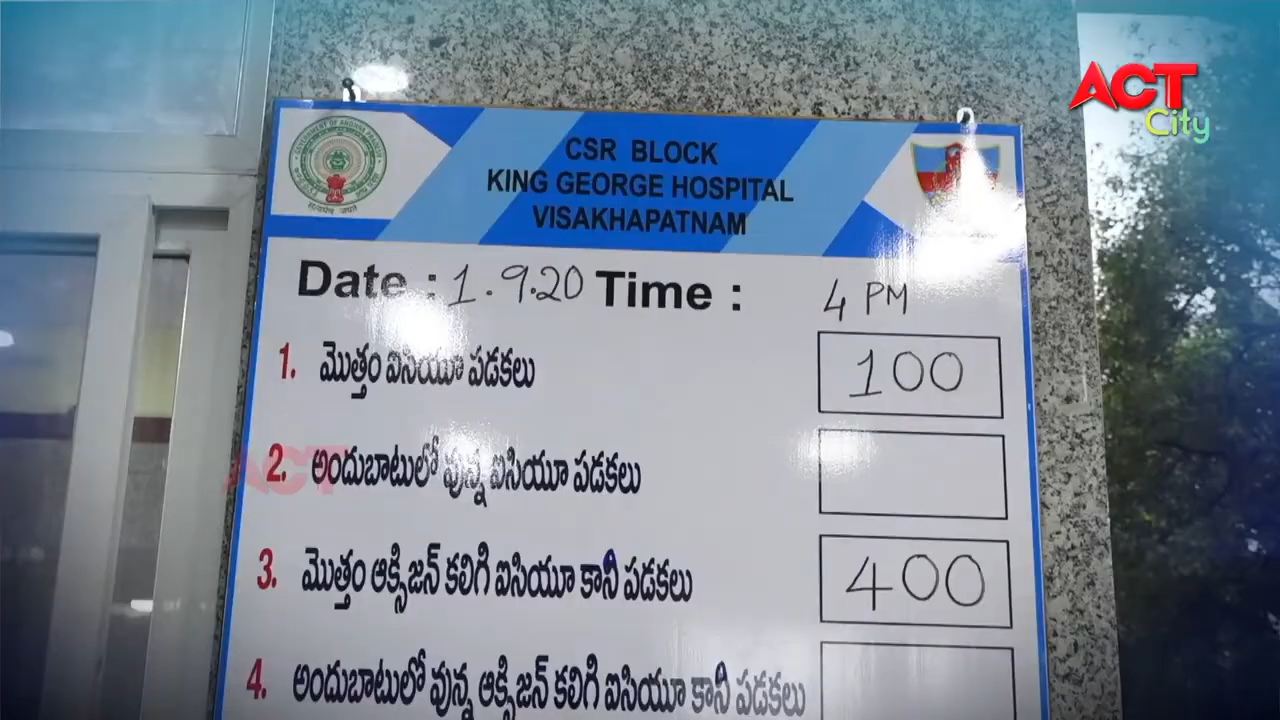 ACT
City
CSR BLOCK
KING GEORGE HOSPITAL
VISAKHAPATNAM
Date : 1.9.20 Time : 4 PM
1. మొత్తం ఐసియూ పడకలు 100
2. అందుబాటులో వున్న ఐసియూ పడకలు
3. మొత్తం ఆక్సిజన్ కలిగి ఐసియూ కాని పడకలు 400
4. అందుబాటులో వున్న ఆక్సిజన్ కలిగి ఐసియూ కాని పడకలు
ACT